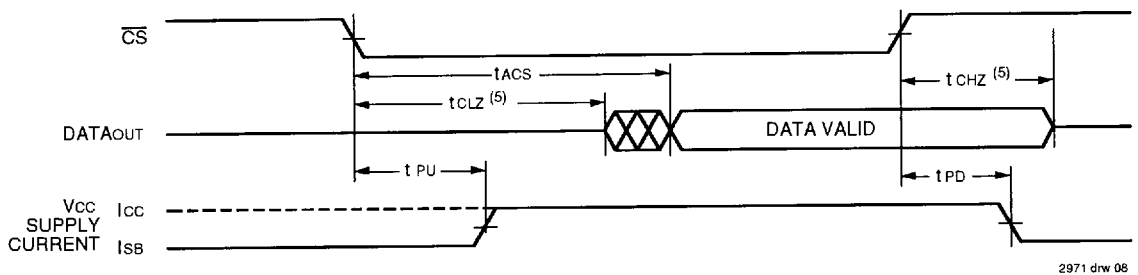 CS
tACS
tCLZ (5)
tCHZ (5)
DATAOUT
DATA VALID
tPU
tPD
VCC ICC
SUPPLY
CURRENT ISB
2971 drw 08